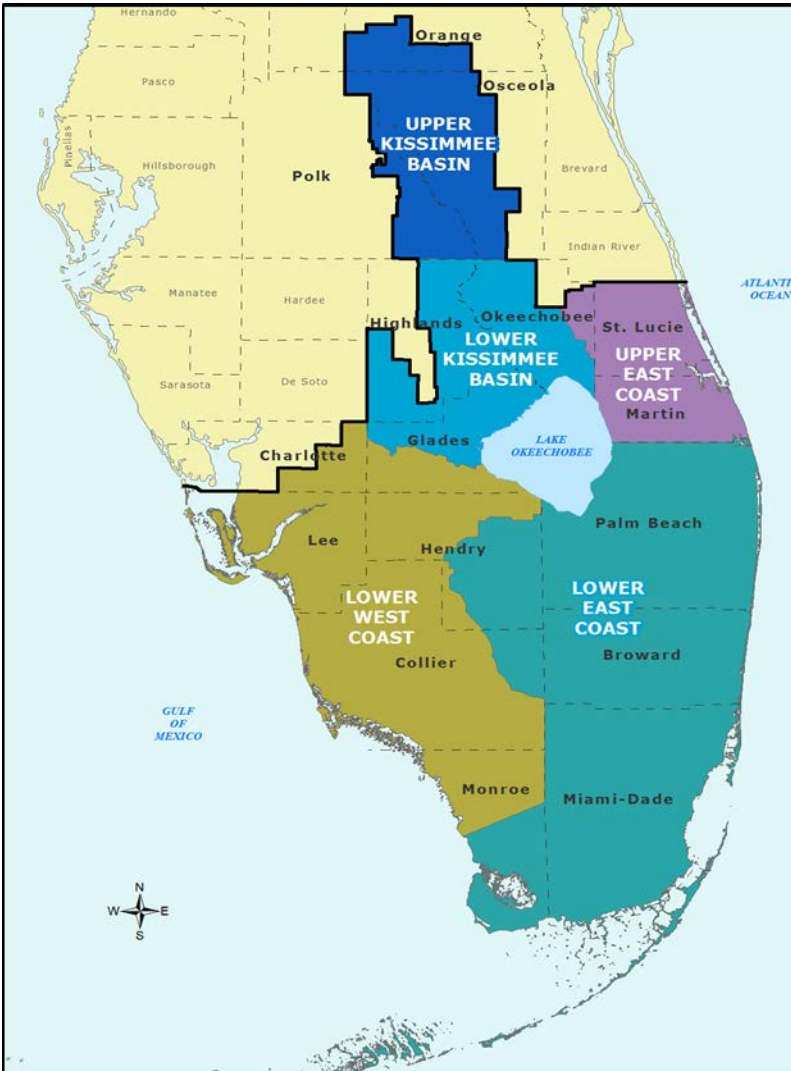 Hernando
Orange
Pasco
Osceola
Pinellas
UPPER
KISSIMMEE
BASIN
Hillsborough
Polk
Brevard
Indian River
ATLANTI
OCEAN
Manatee
Hardee
Highlands
Okeechobee
St. Lucie
LOWER
KISSIMMEE
BASIN
UPPER
EAST
COAST
Sarasota
De Soto
Martin
Charlotte
Glades
LAKE
OKEECHOBEE
Palm Beach
Lee
Hendry
LOWER
WEST
COAST
LOWER
EAST
COAST
Collier
Broward
GULF
OF
MEXICO
Monroe
Miami-Dade
N
W E
S